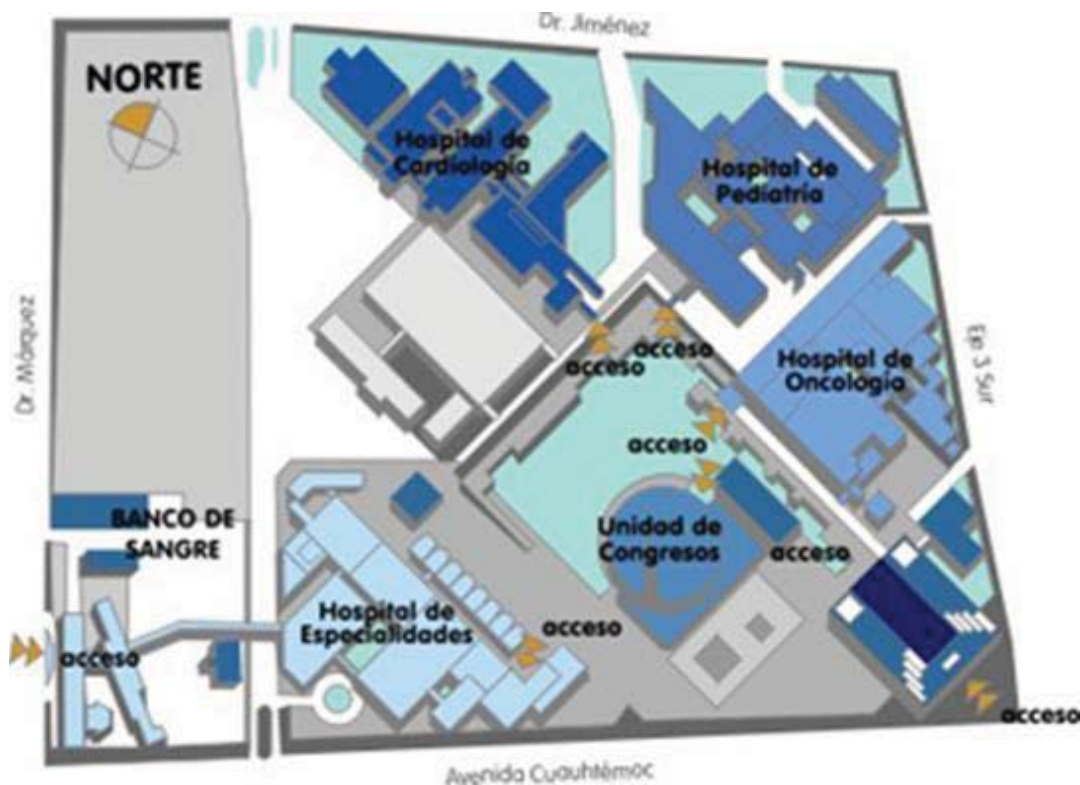 Dr. Jiménez
NORTE
Hospital de
Cardiología
Hospital de
Pediatría
Dr. Márquez
Eje 3 Sur
Hospital de
Oncología
acceso
acceso
acceso
BANCO DE
SANGRE
Unidad de
Congresos
acceso
Hospital de
Especialidades
acceso
acceso
acceso
Avenida Cuauhtémoc